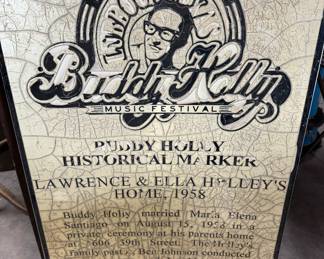 Buddy Holly
MUSIC FESTIVAL
BUDDY HOLLY
HISTORICAL MARKER
LAWRENCE & ELLA HOLLEY'S
HOME, 1958
Buddy Holly married Maria Elena
Santiago on August 15, 1958 in a
private ceremony at his parents home
at 606 39th Street. The Holley's
family pastor, Ben Johnson conducted